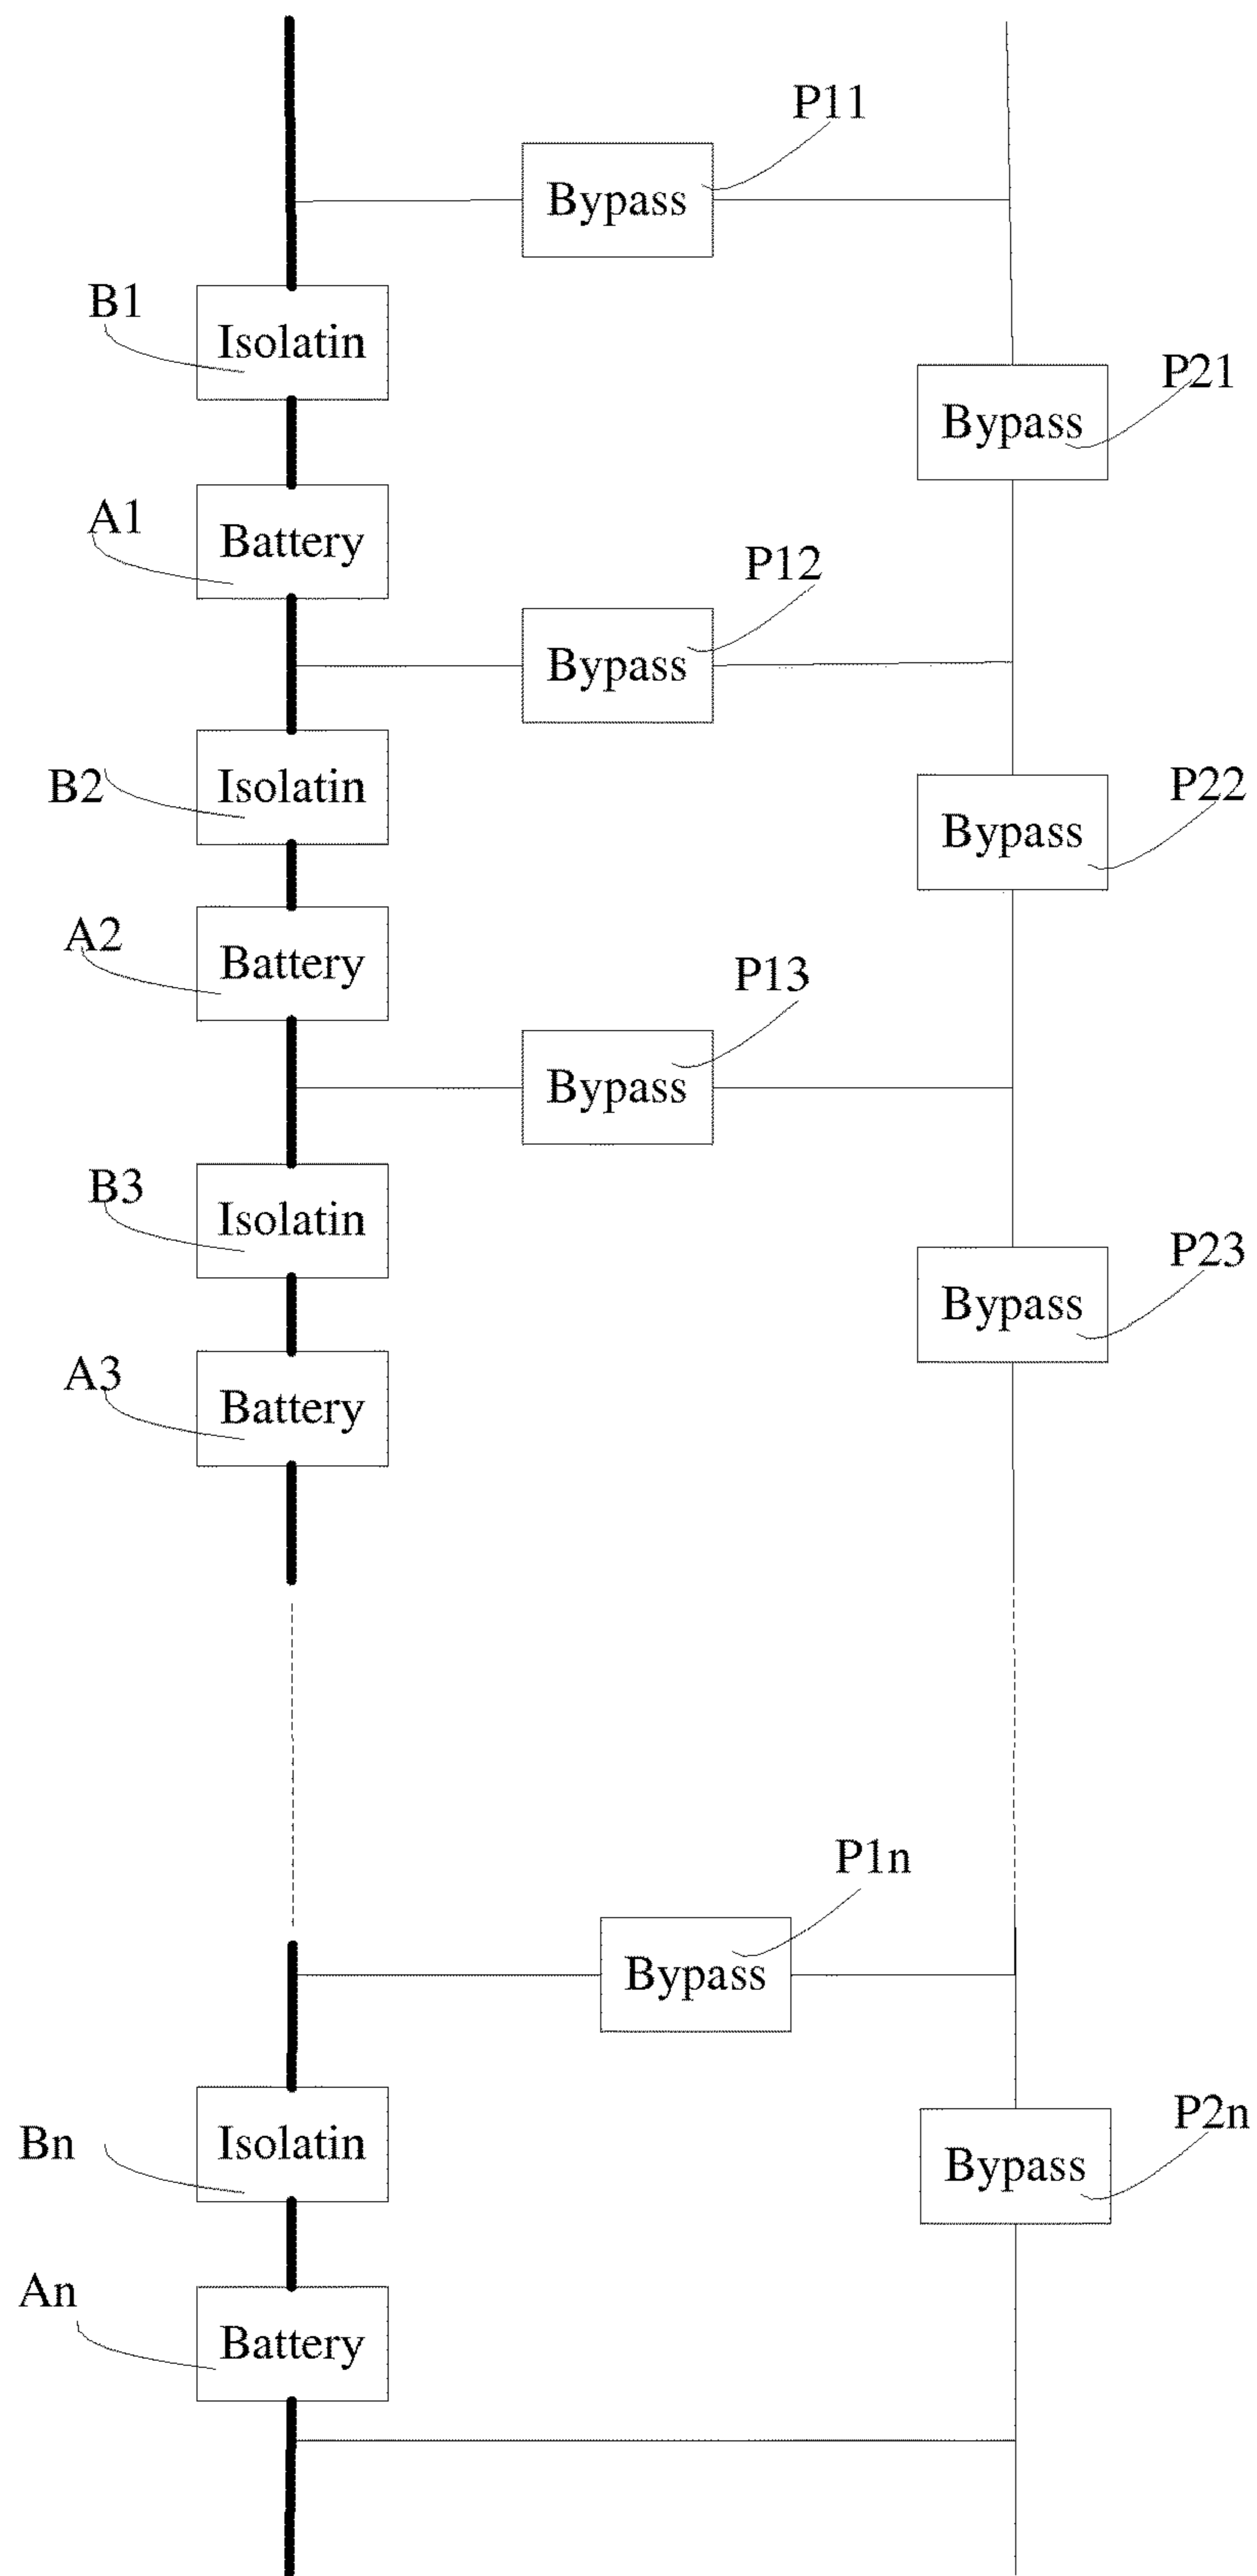 P11
Bypass
B1
Isolatin
P21
Bypass
A1
Battery
P12
Bypass
B2
Isolatin
P22
Bypass
A2
Battery
P13
Bypass
B3
Isolatin
P23
Bypass
A3
Battery
P1n
Bypass
Bn
Isolatin
P2n
Bypass
An
Battery